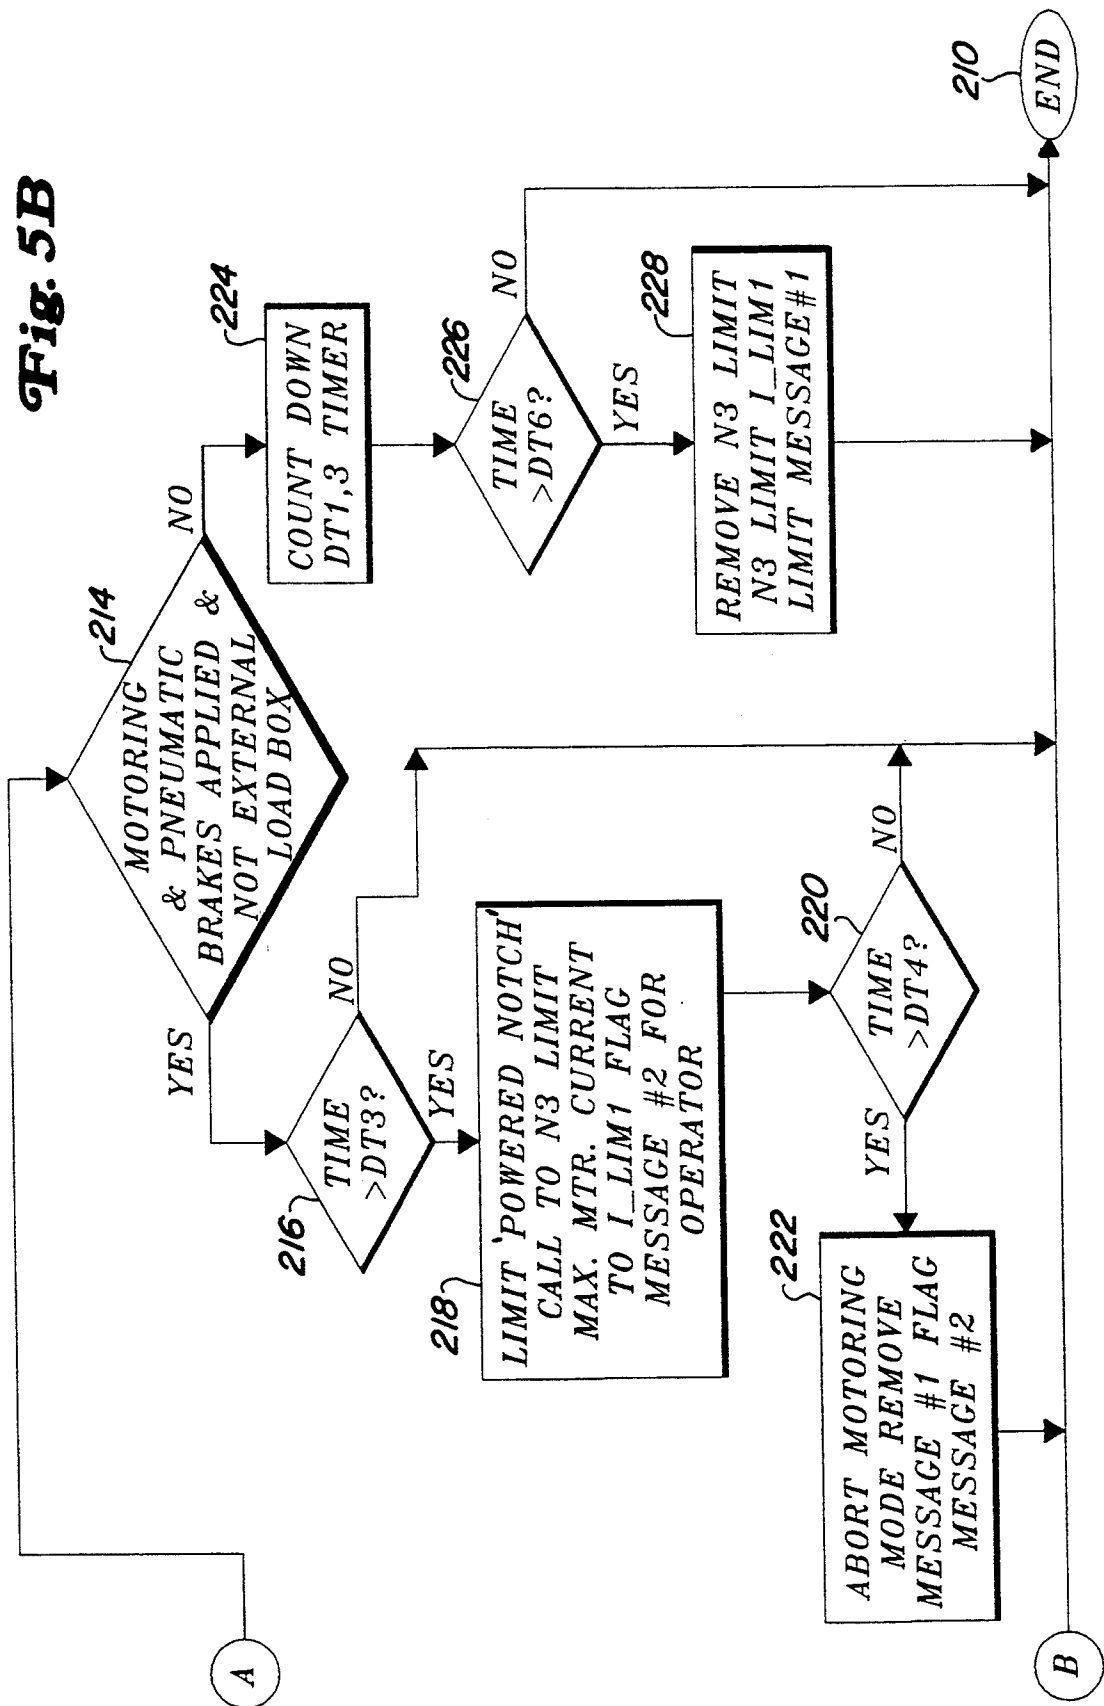 Fig. 5B
A
MOTORING
& PNEUMATIC
BRAKES APPLIED &
NOT EXTERNAL
LOAD BOX
214
YES
NO
TIME
>DT3?
216
NO
YES
LIMIT 'POWERED NOTCH'
CALL TO N3 LIMIT
MAX. MTR. CURRENT
TO I_LIM1 FLAG
MESSAGE #2 FOR
OPERATOR
218
TIME
>DT4?
220
NO
YES
ABORT MOTORING
MODE REMOVE
MESSAGE #1 FLAG
MESSAGE #2
222
COUNT DOWN
DT1,3 TIMER
224
TIME
>DT6?
226
NO
YES
REMOVE N3 LIMIT
N3 LIMIT I_LIM1
LIMIT MESSAGE#1
228
B
END
210